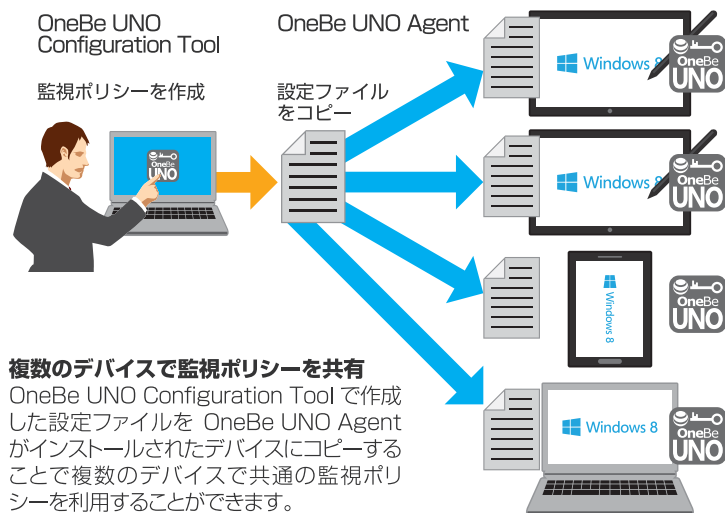 OneBe UNO
Configuration Tool
監視ポリシーを作成
OneBe
UNO
OneBe UNO Agent
設定ファイル
をコピー
Windows 8
OneBe
UNO
Windows 8
OneBe
UNO
Windows 8
OneBe
UNO
Windows 8
OneBe
UNO
複数のデバイスで監視ポリシーを共有
OneBe UNO Configuration Tool で作成
した設定ファイルを OneBe UNO Agent
がインストールされたデバイスにコピーする
ことで複数のデバイスで共通の監視ポリ
シーを利用することができます。